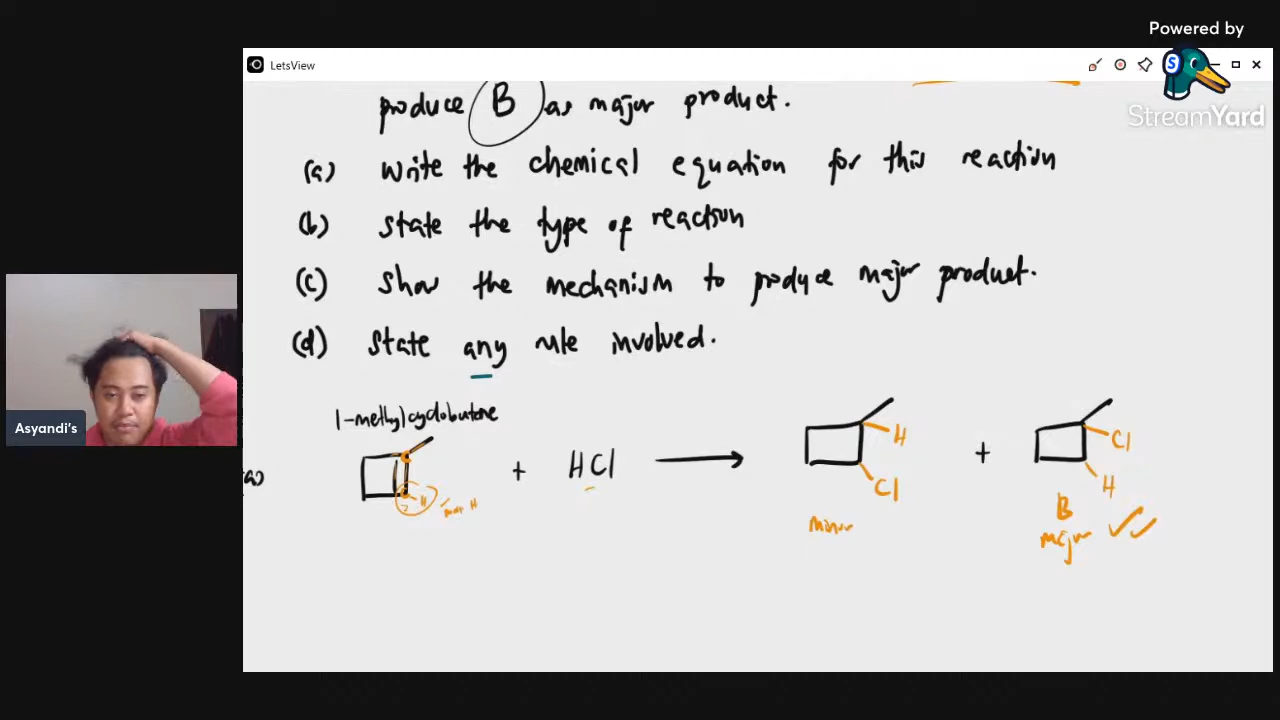 Powered by
StreamYard
LetsView
produce B as major product.
(a) Write the chemical equation for this reaction
(b) state the type of reaction
(c) show the mechanism to produce major product.
(d) state any rule involved.
Asyandi's
1-methylcyclobutene
(a) H + HCl → H Cl + Cl H
more H
minor
B
major